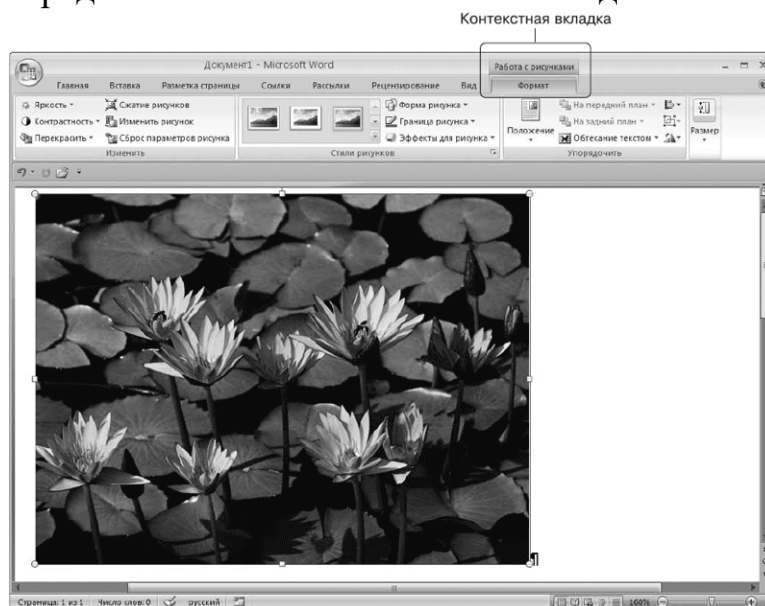 Контекстная вкладка
Документ1 - Microsoft Word
Работа с рисунками
Главная Вставка Разметка страницы Ссылки Рассылки Рецензирование Вид Формат
Яркость Сжатие рисунков Форма рисунка На передний план
Контрастность Изменить рисунок Граница рисунка Положение На задний план Размер
Перекрасить Сброс параметров рисунка Эффекты для рисунка Обтекание текстом
Изменить Стили рисунков Упорядочить
¶
Страница: 1 из 1 Число слов: 0 русский 160%